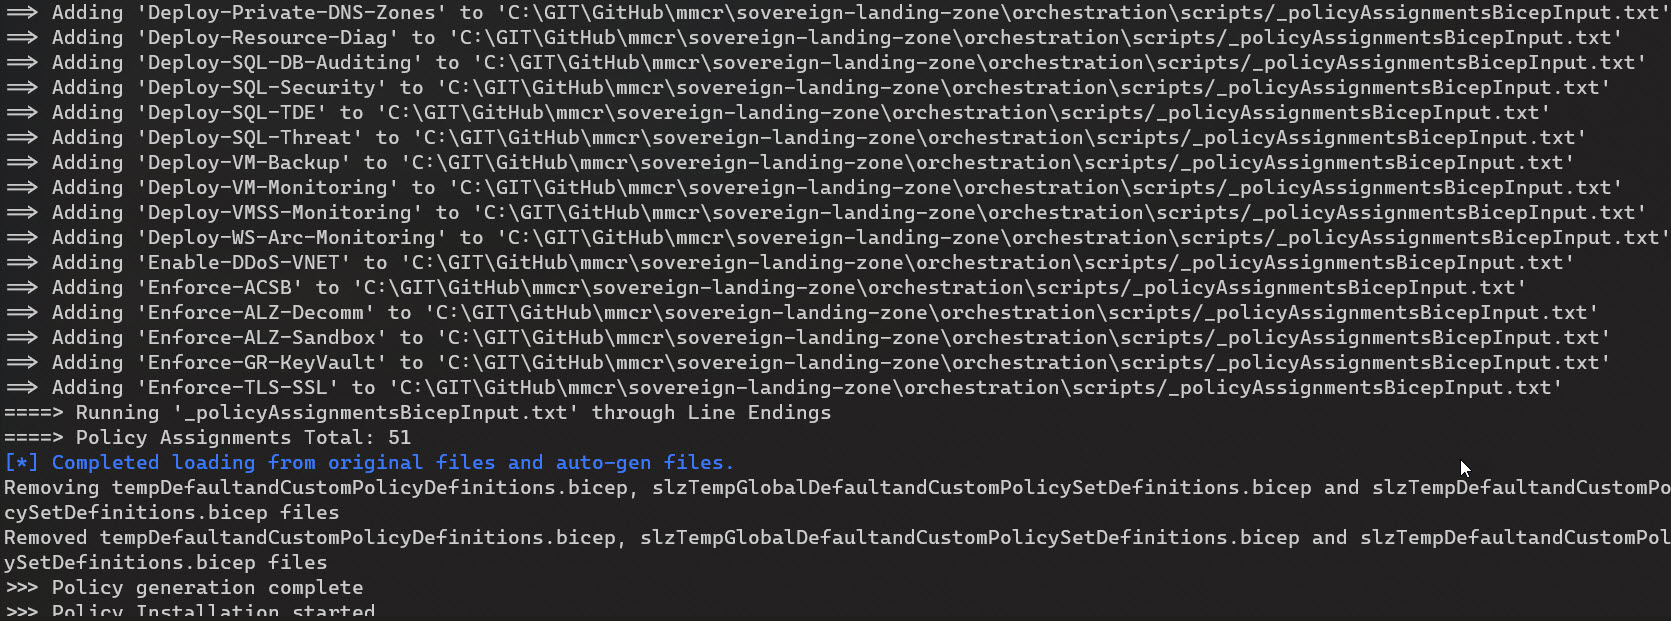 ==> Adding 'Deploy-Private-DNS-Zones' to 'C:\GIT\GitHub\mmcr\sovereign-landing-zone\orchestration\scripts/_policyAssignmentsBicepInput.txt'
==> Adding 'Deploy-Resource-Diag' to 'C:\GIT\GitHub\mmcr\sovereign-landing-zone\orchestration\scripts/_policyAssignmentsBicepInput.txt'
==> Adding 'Deploy-SQL-DB-Auditing' to 'C:\GIT\GitHub\mmcr\sovereign-landing-zone\orchestration\scripts/_policyAssignmentsBicepInput.txt'
==> Adding 'Deploy-SQL-Security' to 'C:\GIT\GitHub\mmcr\sovereign-landing-zone\orchestration\scripts/_policyAssignmentsBicepInput.txt'
==> Adding 'Deploy-SQL-TDE' to 'C:\GIT\GitHub\mmcr\sovereign-landing-zone\orchestration\scripts/_policyAssignmentsBicepInput.txt'
==> Adding 'Deploy-SQL-Threat' to 'C:\GIT\GitHub\mmcr\sovereign-landing-zone\orchestration\scripts/_policyAssignmentsBicepInput.txt'
==> Adding 'Deploy-VM-Backup' to 'C:\GIT\GitHub\mmcr\sovereign-landing-zone\orchestration\scripts/_policyAssignmentsBicepInput.txt'
==> Adding 'Deploy-VM-Monitoring' to 'C:\GIT\GitHub\mmcr\sovereign-landing-zone\orchestration\scripts/_policyAssignmentsBicepInput.txt'
==> Adding 'Deploy-VMSS-Monitoring' to 'C:\GIT\GitHub\mmcr\sovereign-landing-zone\orchestration\scripts/_policyAssignmentsBicepInput.txt'
==> Adding 'Deploy-WS-Arc-Monitoring' to 'C:\GIT\GitHub\mmcr\sovereign-landing-zone\orchestration\scripts/_policyAssignmentsBicepInput.txt'
==> Adding 'Enable-DDoS-VNET' to 'C:\GIT\GitHub\mmcr\sovereign-landing-zone\orchestration\scripts/_policyAssignmentsBicepInput.txt'
==> Adding 'Enforce-ACSB' to 'C:\GIT\GitHub\mmcr\sovereign-landing-zone\orchestration\scripts/_policyAssignmentsBicepInput.txt'
==> Adding 'Enforce-ALZ-Decomm' to 'C:\GIT\GitHub\mmcr\sovereign-landing-zone\orchestration\scripts/_policyAssignmentsBicepInput.txt'
==> Adding 'Enforce-ALZ-Sandbox' to 'C:\GIT\GitHub\mmcr\sovereign-landing-zone\orchestration\scripts/_policyAssignmentsBicepInput.txt'
==> Adding 'Enforce-GR-KeyVault' to 'C:\GIT\GitHub\mmcr\sovereign-landing-zone\orchestration\scripts/_policyAssignmentsBicepInput.txt'
==> Adding 'Enforce-TLS-SSL' to 'C:\GIT\GitHub\mmcr\sovereign-landing-zone\orchestration\scripts/_policyAssignmentsBicepInput.txt'
====> Running '_policyAssignmentsBicepInput.txt' through Line Endings
====> Policy Assignments Total: 51
[*] Completed loading from original files and auto-gen files.
Removing tempDefaultandCustomPolicyDefinitions.bicep, slzTempGlobalDefaultandCustomPolicySetDefinitions.bicep and slzTempDefaultandCustomPo
cySetDefinitions.bicep files
Removed tempDefaultandCustomPolicyDefinitions.bicep, slzTempGlobalDefaultandCustomPolicySetDefinitions.bicep and slzTempDefaultandCustomPol
ySetDefinitions.bicep files
>>> Policy generation complete
>>> Policy Installation started